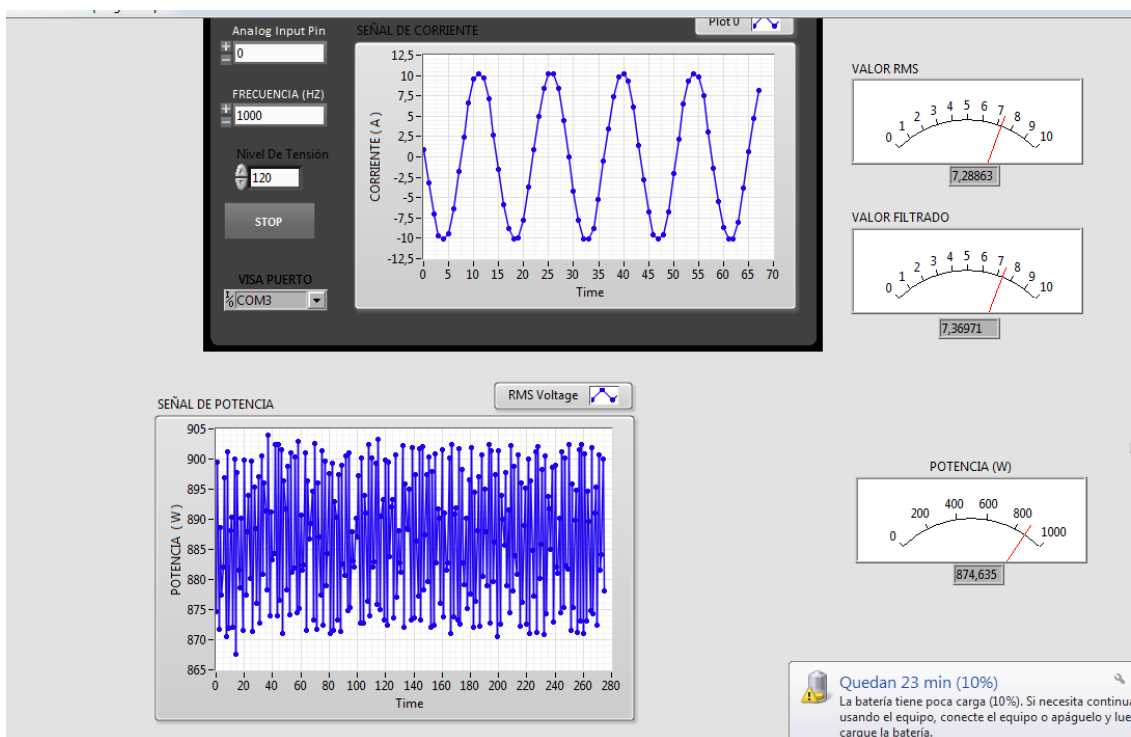 Analog Input Pin
0
FRECUENCIA (HZ)
1000
Nivel De Tensión
120
STOP
VISA PUERTO
I/O COM3
SEÑAL DE CORRIENTE
Plot 0
12,5
10
7,5
5
2,5
0
-2,5
-5
-7,5
-10
-12,5
CORRIENTE ( A )
0 5 10 15 20 25 30 35 40 45 50 55 60 65 70
Time
VALOR RMS
0 1 2 3 4 5 6 7 8 9 10
7,28863
VALOR FILTRADO
0 1 2 3 4 5 6 7 8 9 10
7,36971
SEÑAL DE POTENCIA
RMS Voltage
905
900
895
890
885
880
875
870
865
POTENCIA ( W )
0 20 40 60 80 100 120 140 160 180 200 220 240 260 280
Time
POTENCIA (W)
0 200 400 600 800 1000
874,635
Quedan 23 min (10%)
La batería tiene poca carga (10%). Si necesita continua
usando el equipo, conecte el equipo o apáguelo y lue
cargue la batería.